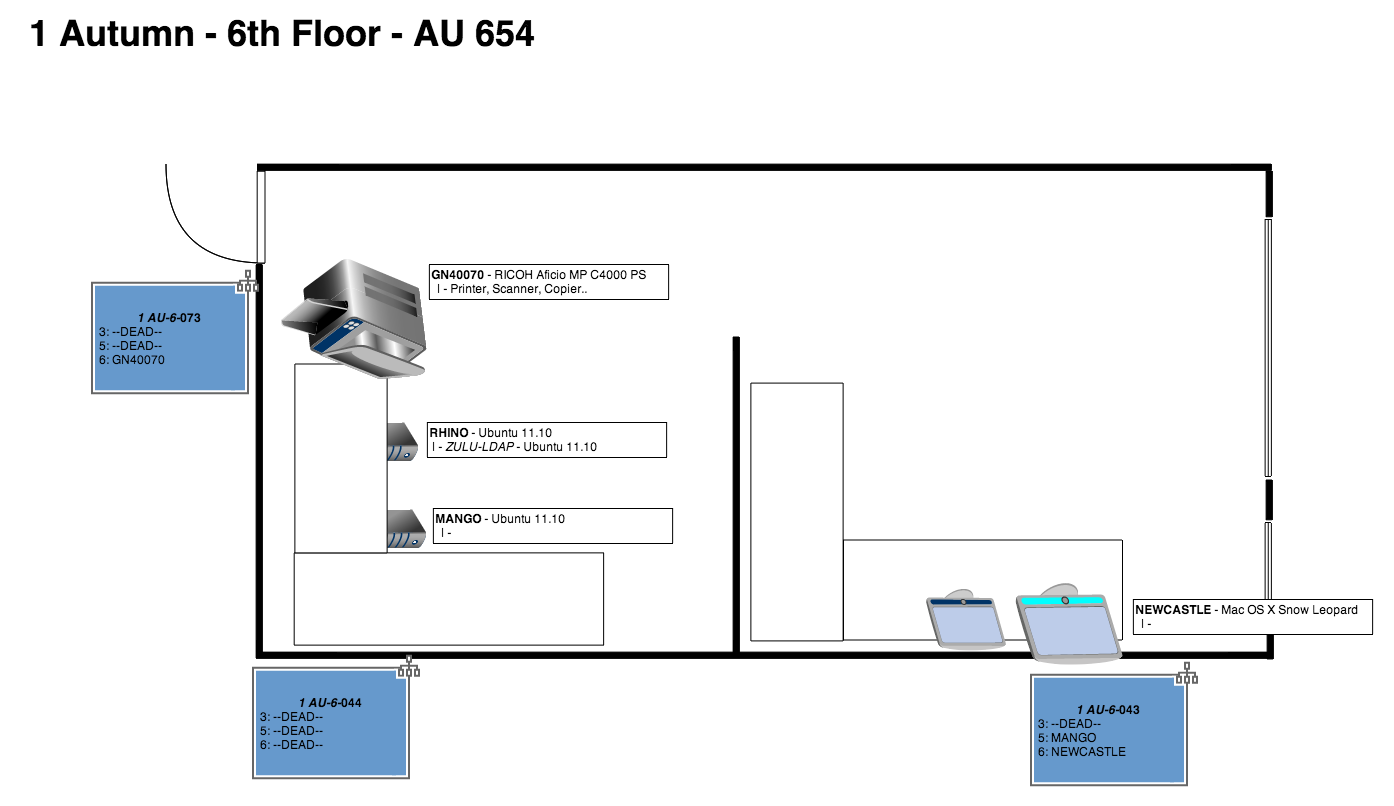 1 Autumn - 6th Floor - AU 654
GN40070 - RICOH Aficio MP C4000 PS
| - Printer, Scanner, Copier..
1 AU-6-073
3: --DEAD--
5: --DEAD--
6: GN40070
RHINO - Ubuntu 11.10
| - ZULU-LDAP - Ubuntu 11.10
MANGO - Ubuntu 11.10
| -
NEWCASTLE - Mac OS X Snow Leopard
| -
1 AU-6-044
3: --DEAD--
5: --DEAD--
6: --DEAD--
1 AU-6-043
3: --DEAD--
5: MANGO
6: NEWCASTLE